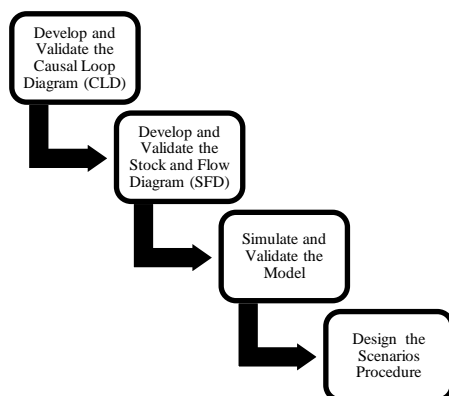 Develop and
Validate the
Causal Loop
Diagram (CLD)
Develop and
Validate the
Stock and Flow
Diagram (SFD)
Simulate and
Validate the
Model
Design the
Scenarios
Procedure